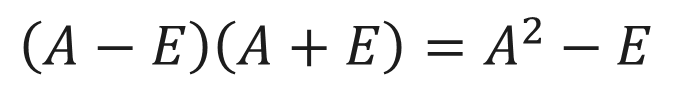 (A − E)(A + E) = A² − E